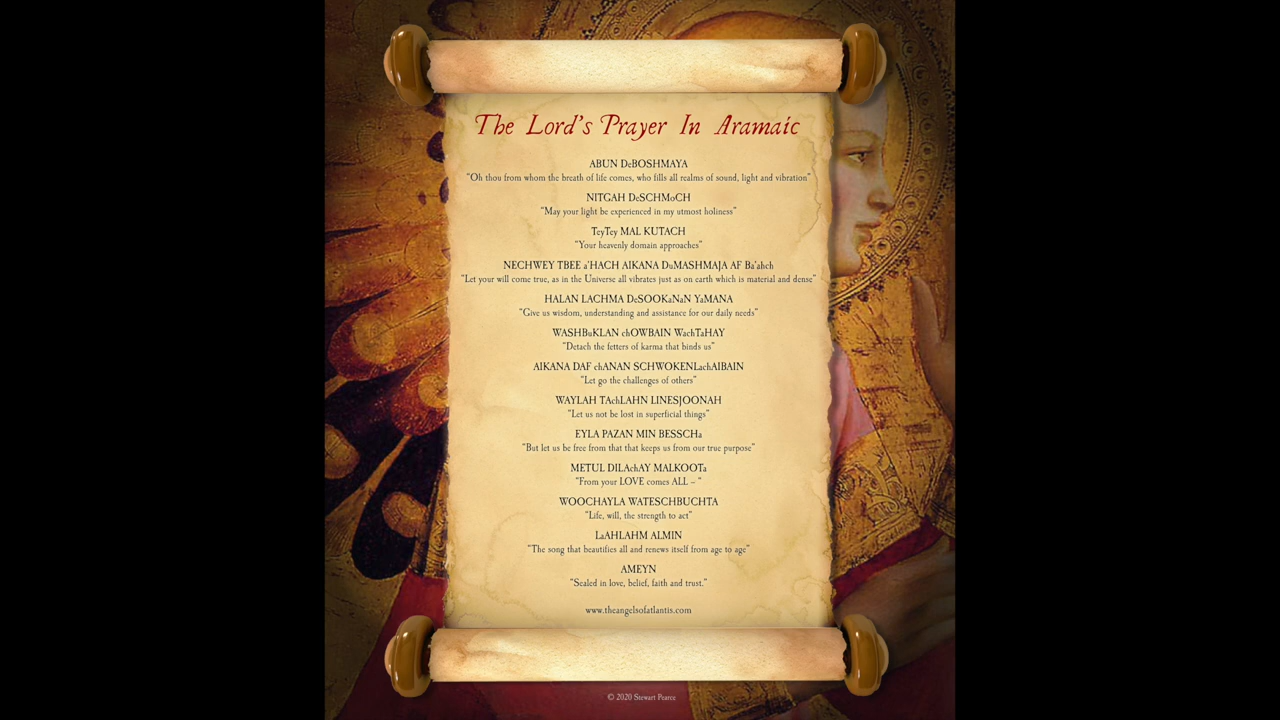 The Lord's Prayer In Aramaic
ABUN DeBOSHMAYA
"Oh thou from whom the breath of life comes, who fills all realms of sound, light and vibration"
NITGAH DeSCHMoCH
"May your light be experienced in my utmost holiness"
TeyTey MAL KUTACH
"Your heavenly domain approaches"
NECHWEY TBEE a'HACH AIKANA DuMASHMAJA AF Ba'ahch
"Let your will come true, as in the Universe all vibrates just as on earth which is material and dense"
HALAN LACHMA DeSOOKaNaN YaMANA
"Give us wisdom, understanding and assistance for our daily needs"
WASHBuKLAN chOWBAIN WachTaHAY
"Detach the fetters of karma that binds us"
AIKANA DAF chANAN SCHWOKENLachAIBAIN
"Let go the challenges of others"
WAYLAH TAchLAHN LINESJOONAH
"Let us not be lost in superficial things"
EYLA PAZAN MIN BESSCHa
"But let us be free from that that keeps us from our true purpose"
METUL DILAchAY MALKOOTa
"From your LOVE comes ALL – "
WOOCHAYLA WATESCHBUCHTA
"Life, will, the strength to act"
LaAHLAHM ALMIN
"The song that beautifies all and renews itself from age to age"
AMEYN
"Sealed in love, belief, faith and trust."
www.theangelsofatlantis.com
© 2020 Stewart Pearce